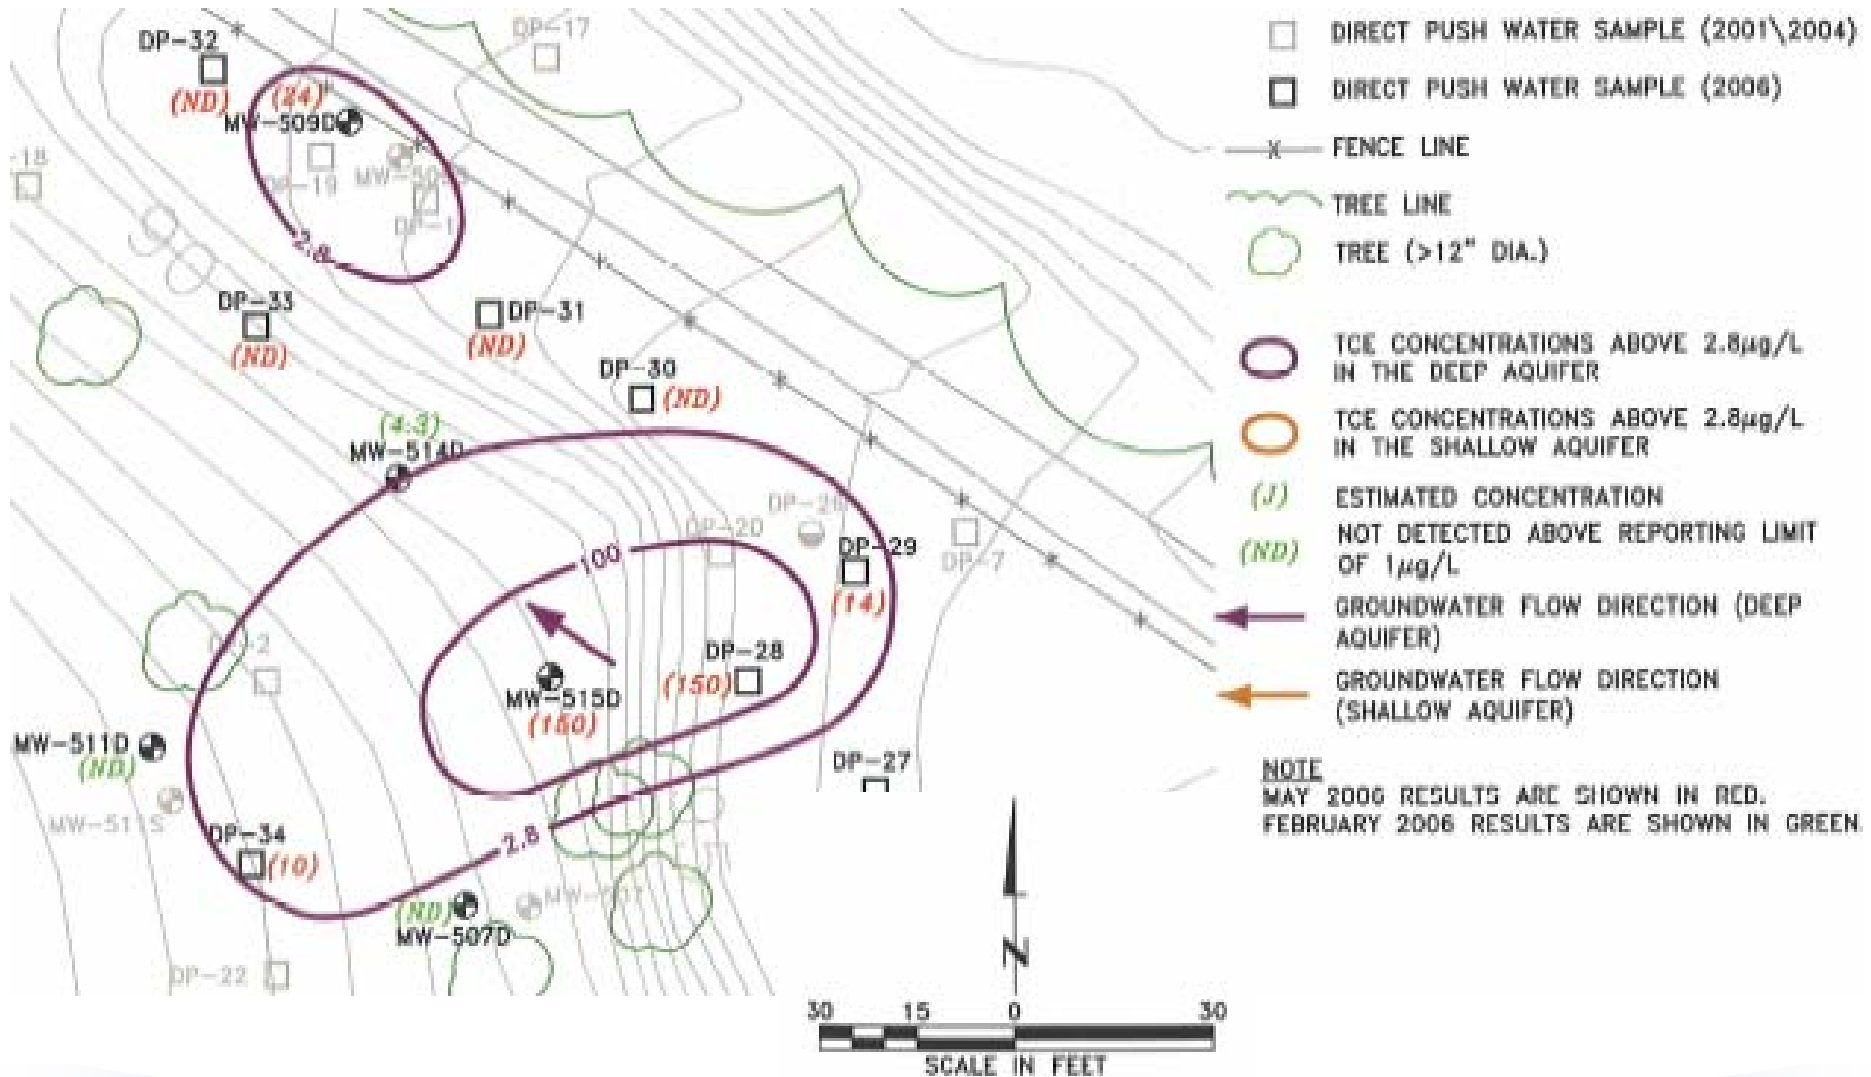 DP-32
(ND)
(24)
MW-509D
DP-17
-18
DP-19
DP-1
2.8
DP-33
(ND)
DP-31
(ND)
DP-30
(ND)
(4.3)
MW-514D
100
DP-20
DP-29
(14)
DP-7
DP-28
(150)
MW-515D
(150)
MW-511D
(ND)
MW-511S
DP-27
DP-34
(10)
2.8
(ND)
MW-507D
DP-22
DIRECT PUSH WATER SAMPLE (2001\2004)
DIRECT PUSH WATER SAMPLE (2006)
FENCE LINE
TREE LINE
TREE (>12" DIA.)
TCE CONCENTRATIONS ABOVE 2.8µg/L
IN THE DEEP AQUIFER
TCE CONCENTRATIONS ABOVE 2.8µg/L
IN THE SHALLOW AQUIFER
(J) ESTIMATED CONCENTRATION
(ND) NOT DETECTED ABOVE REPORTING LIMIT
OF 1µg/L
GROUNDWATER FLOW DIRECTION (DEEP
AQUIFER)
GROUNDWATER FLOW DIRECTION
(SHALLOW AQUIFER)
NOTE
MAY 2006 RESULTS ARE SHOWN IN RED.
FEBRUARY 2006 RESULTS ARE SHOWN IN GREEN.
N
30 15 0 30
SCALE IN FEET